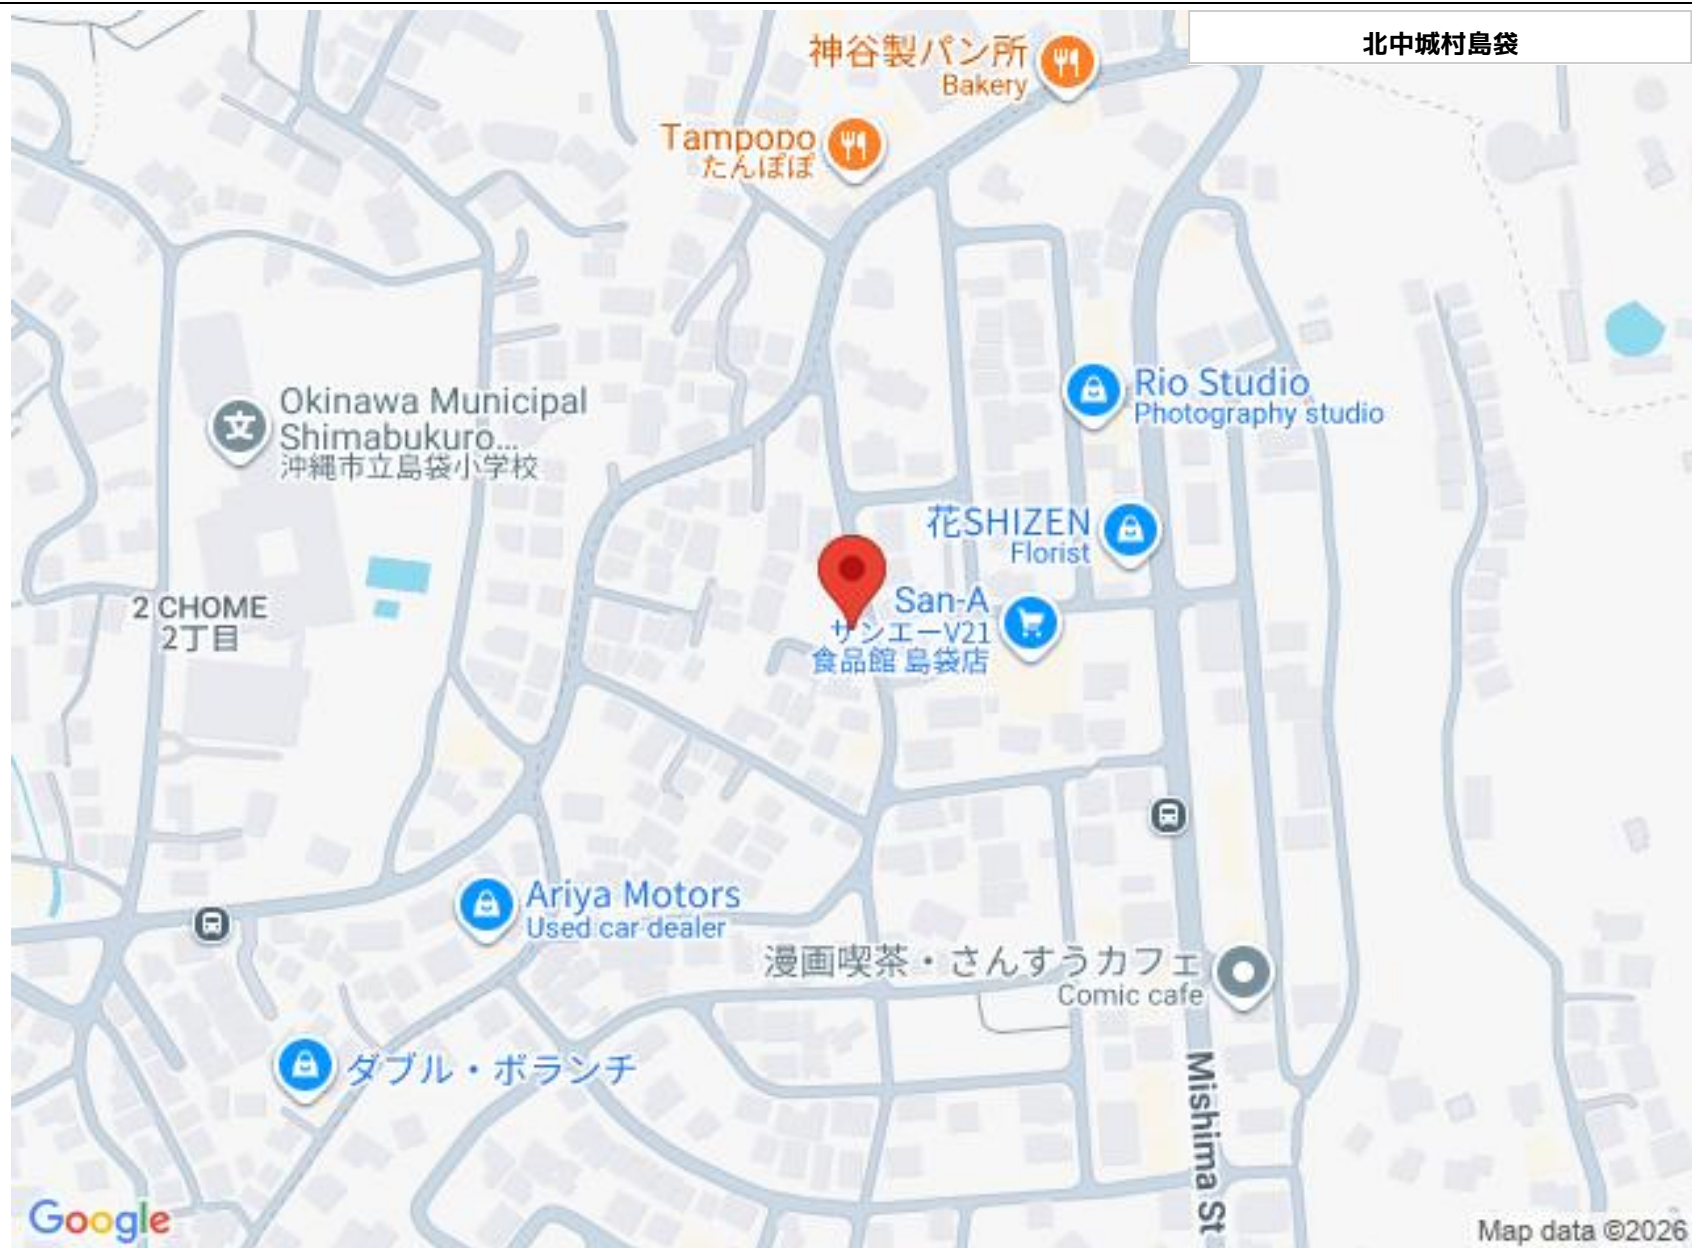 北中城村島袋
神谷製パン所
Bakery
Tampopo
たんぽぽ
Okinawa Municipal
Shimabukuro...
沖縄市立島袋小学校
Rio Studio
Photography studio
花SHIZEN
Florist
San-A
サンエーV21
食品館 島袋店
2 CHOME
2丁目
Ariya Motors
Used car dealer
漫画喫茶・さんすうカフェ
Comic cafe
ダブル・ボランチ
Mishima St
Google
Map data ©2026